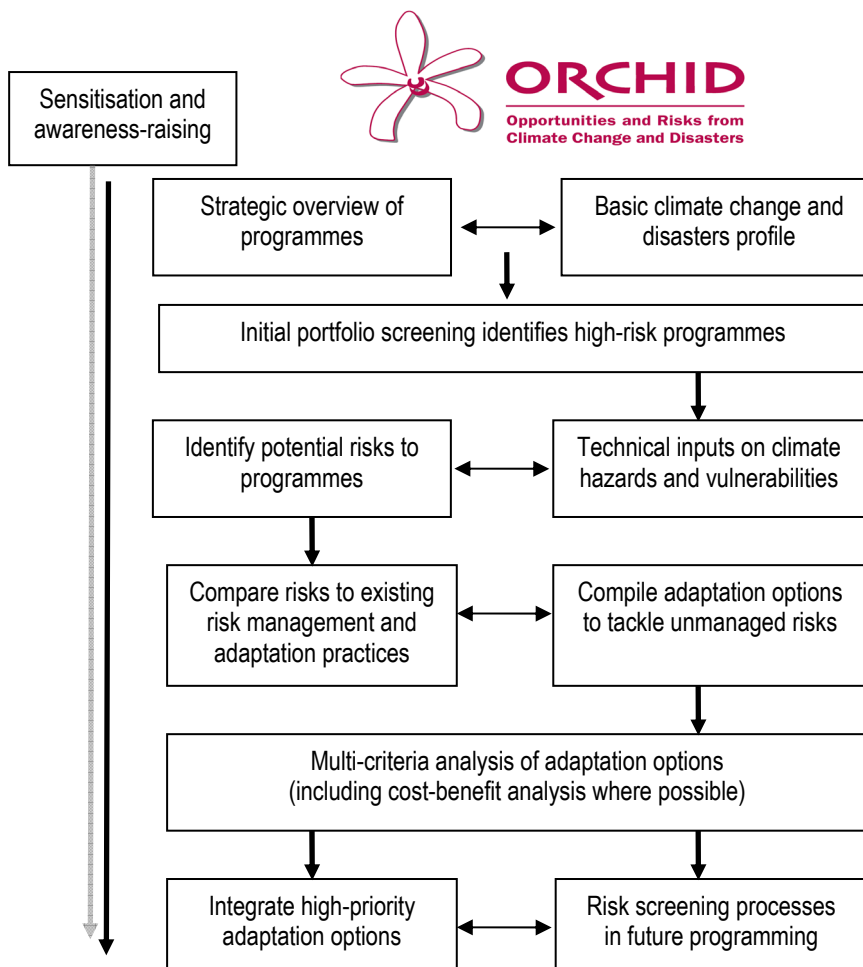 ORCHID
Opportunities and Risks from
Climate Change and Disasters
Sensitisation and
awareness-raising
Strategic overview of
programmes
Basic climate change and
disasters profile
Initial portfolio screening identifies high-risk programmes
Identify potential risks to
programmes
Technical inputs on climate
hazards and vulnerabilities
Compare risks to existing
risk management and
adaptation practices
Compile adaptation options
to tackle unmanaged risks
Multi-criteria analysis of adaptation options
(including cost-benefit analysis where possible)
Integrate high-priority
adaptation options
Risk screening processes
in future programming